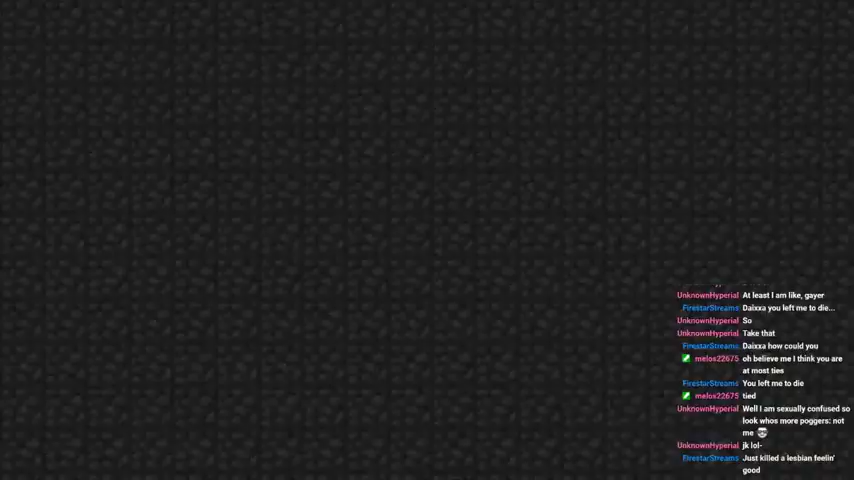 UnknownHyperial At least I am like, gayer
FirestarStreams Daixxa you left me to die...
UnknownHyperial So
UnknownHyperial Take that
FirestarStreams Daixxa how could you
melos22675 oh believe me I think you are
at most ties
FirestarStreams You left me to die
melos22675 tied
UnknownHyperial Well I am sexually confused so
look whos more poggers: not
me
UnknownHyperial jk lol-
FirestarStreams Just killed a lesbian feelin'
good